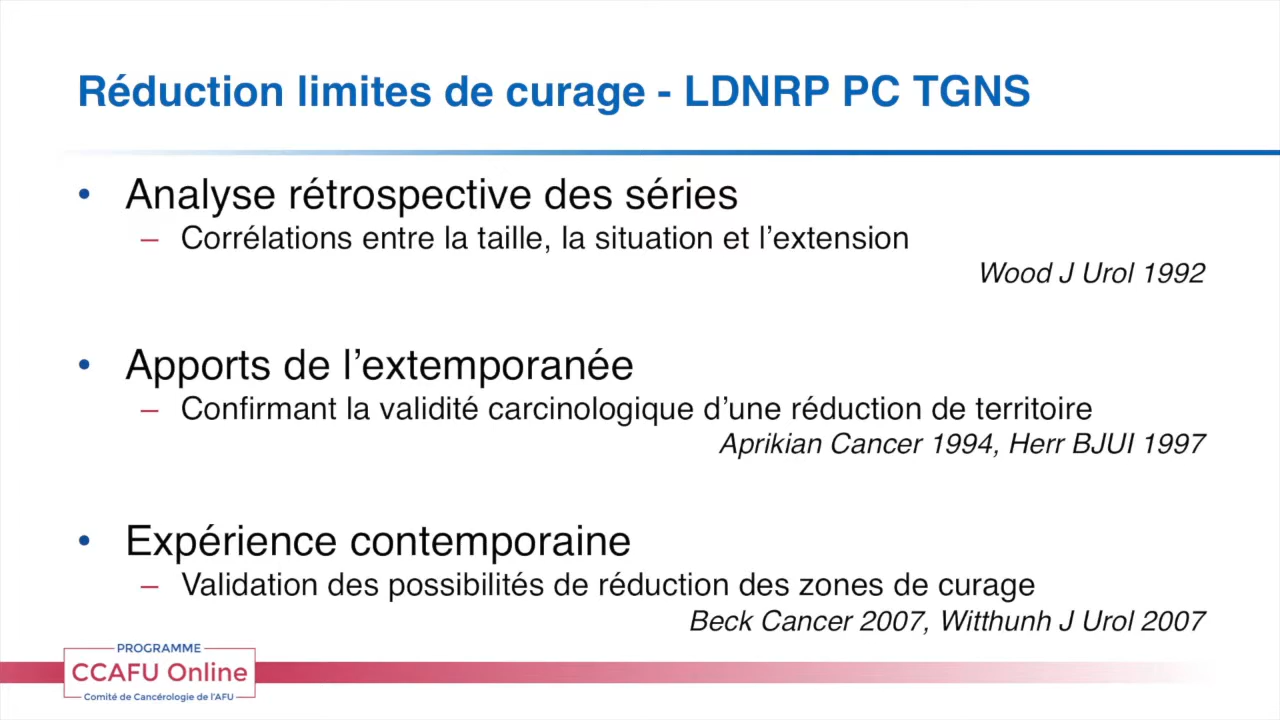 Réduction limites de curage - LDNRP PC TGNS
• Analyse rétrospective des séries
– Corrélations entre la taille, la situation et l’extension
Wood J Urol 1992
• Apports de l’extemporanée
– Confirmant la validité carcinologique d’une réduction de territoire
Aprikian Cancer 1994, Herr BJUI 1997
• Expérience contemporaine
– Validation des possibilités de réduction des zones de curage
Beck Cancer 2007, Witthunh J Urol 2007
PROGRAMME
CCAFU Online
Comité de Cancérologie de l'AFU